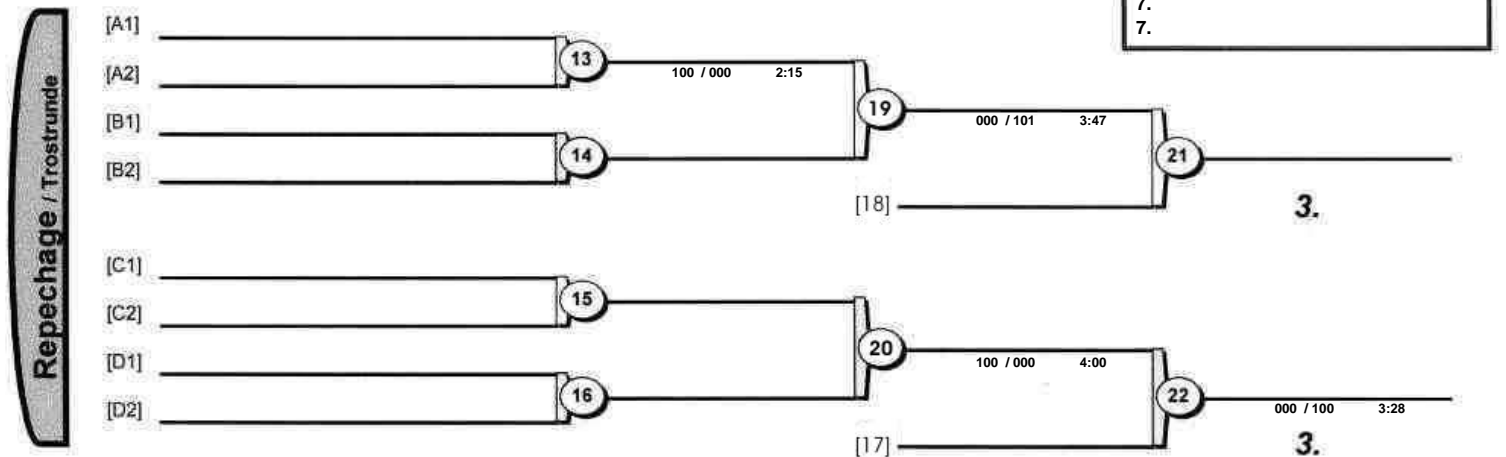 7.
7.
Repechage / Trostrunde
[A1]
[A2]
[B1]
[B2]
13
14
100 / 000 2:15
19
000 / 101 3:47
[18]
21
3.
[C1]
[C2]
[D1]
[D2]
15
16
20
100 / 000 4:00
[17]
22
000 / 100 3:28
3.